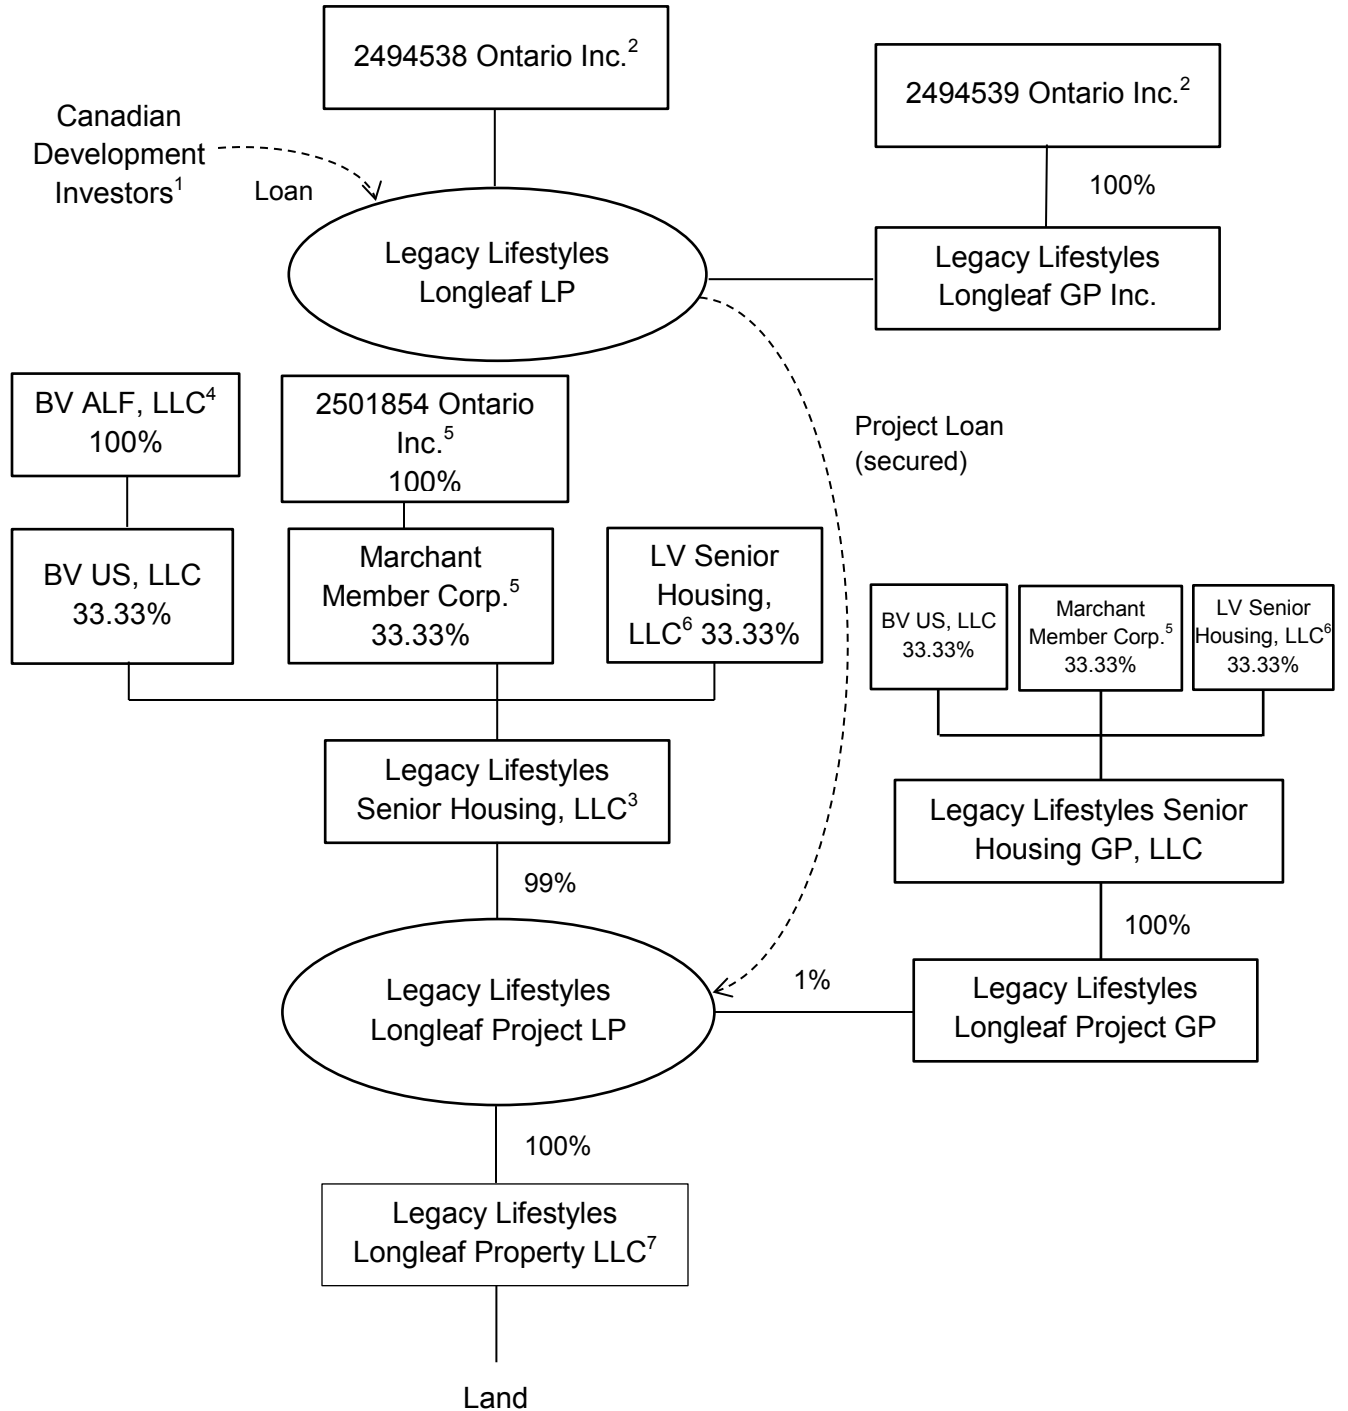 2494538 Ontario Inc.2
2494539 Ontario Inc.2
Canadian
Development
Investors1
Loan
100%
Legacy Lifestyles
Longleaf LP
Legacy Lifestyles
Longleaf GP Inc.
BV ALF, LLC4
100%
2501854 Ontario
Inc.5
100%
Project Loan
(secured)
BV US, LLC
33.33%
Marchant
Member Corp.5
33.33%
LV Senior
Housing,
LLC6 33.33%
BV US, LLC
33.33%
Marchant
Member Corp.5
33.33%
LV Senior
Housing, LLC6
33.33%
Legacy Lifestyles
Senior Housing, LLC3
Legacy Lifestyles Senior
Housing GP, LLC
99%
100%
Legacy Lifestyles
Longleaf Project LP
1%
Legacy Lifestyles
Longleaf Project GP
100%
Legacy Lifestyles
Longleaf Property LLC7
Land